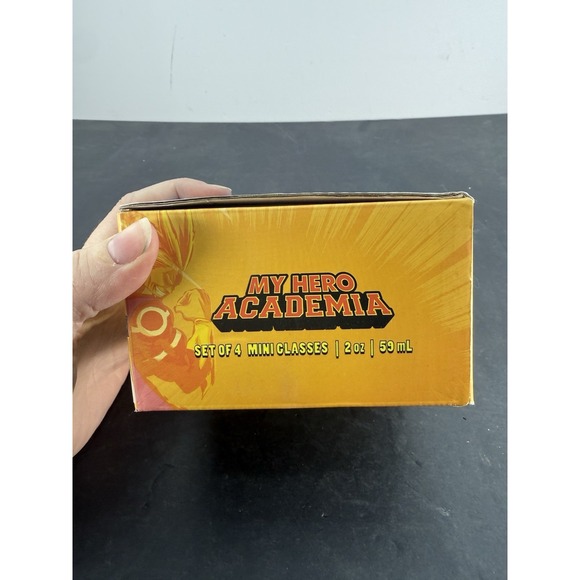 MY HERO
ACADEMIA
SET OF 4 MINI GLASSES | 2 oz | 59 mL